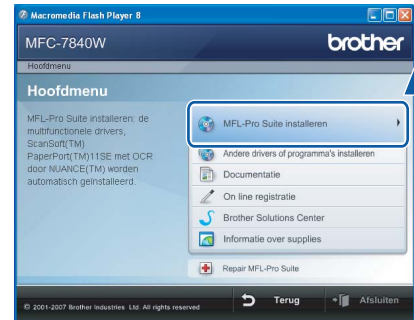 Macromedia Flash Player 8
MFC-7840W
brother
Hoofdmenu
Hoofdmenu
MFL-Pro Suite installeren: de
multifunctionele drivers,
ScanSoft(TM)
PaperPort(TM)11SE met OCR
door NUANCE(TM) worden
automatisch geïnstalleerd.
MFL-Pro Suite installeren
Andere drivers of programma's installeren
Documentatie
On line registratie
Brother Solutions Center
Informatie over supplies
Repair MFL-Pro Suite
© 2001-2007 Brother Industries Ltd. All rights reserved
Terug
Afsluiten